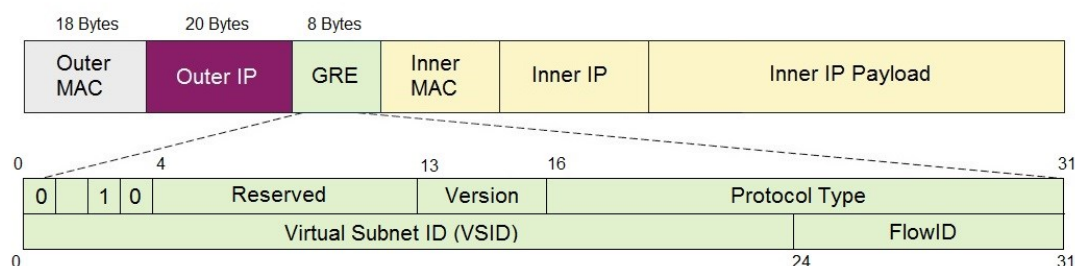 18 Bytes 20 Bytes 8 Bytes
Outer MAC Outer IP GRE Inner MAC Inner IP Inner IP Payload
0 4 13 16 31
0 1 0 Reserved Version Protocol Type
Virtual Subnet ID (VSID) FlowID
0 24 31